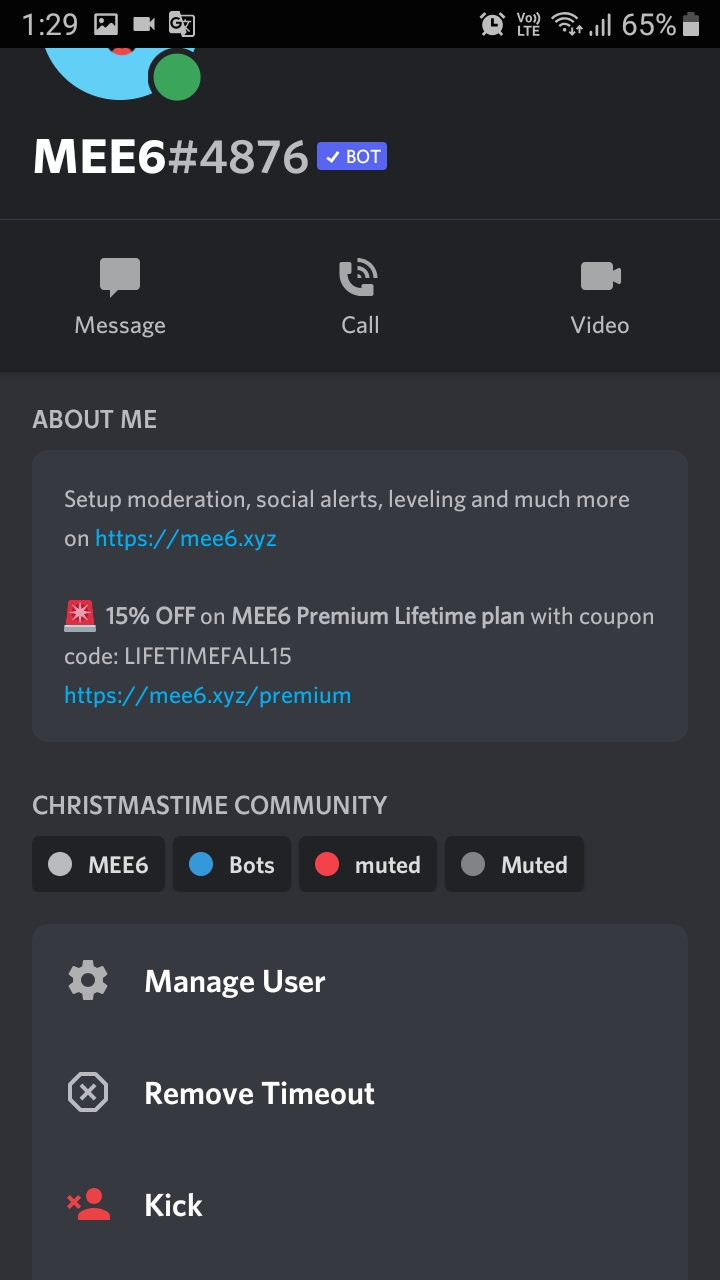 1:29
Vo))
LTE
65%
MEE6#4876 BOT
Message Call Video
ABOUT ME
Setup moderation, social alerts, leveling and much more
on https://mee6.xyz
15% OFF on MEE6 Premium Lifetime plan with coupon
code: LIFETIMEFALL15
https://mee6.xyz/premium
CHRISTMASTIME COMMUNITY
MEE6 Bots muted Muted
Manage User
Remove Timeout
Kick